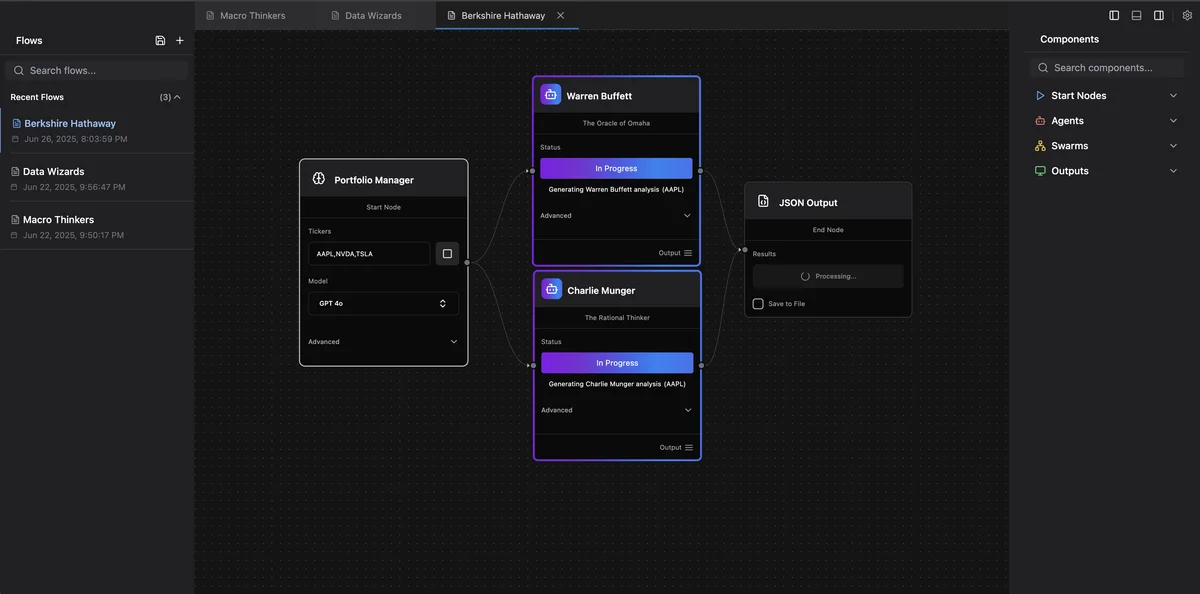 Macro Thinkers
Data Wizards
Berkshire Hathaway
Flows
Search flows...
Recent Flows
(3)
Berkshire Hathaway
Jun 26, 2025, 8:03:59 PM
Data Wizards
Jun 22, 2025, 9:56:47 PM
Macro Thinkers
Jun 22, 2025, 9:50:17 PM
Portfolio Manager
Start Node
Tickers
AAPL,NVDA,TSLA
Model
GPT 4o
Advanced
Warren Buffett
The Oracle of Omaha
Status
In Progress
Generating Warren Buffett analysis (AAPL)
Advanced
Output
Charlie Munger
The Rational Thinker
Status
In Progress
Generating Charlie Munger analysis (AAPL)
Advanced
Output
JSON Output
End Node
Results
Processing...
Save to File
Components
Search components...
Start Nodes
Agents
Swarms
Outputs